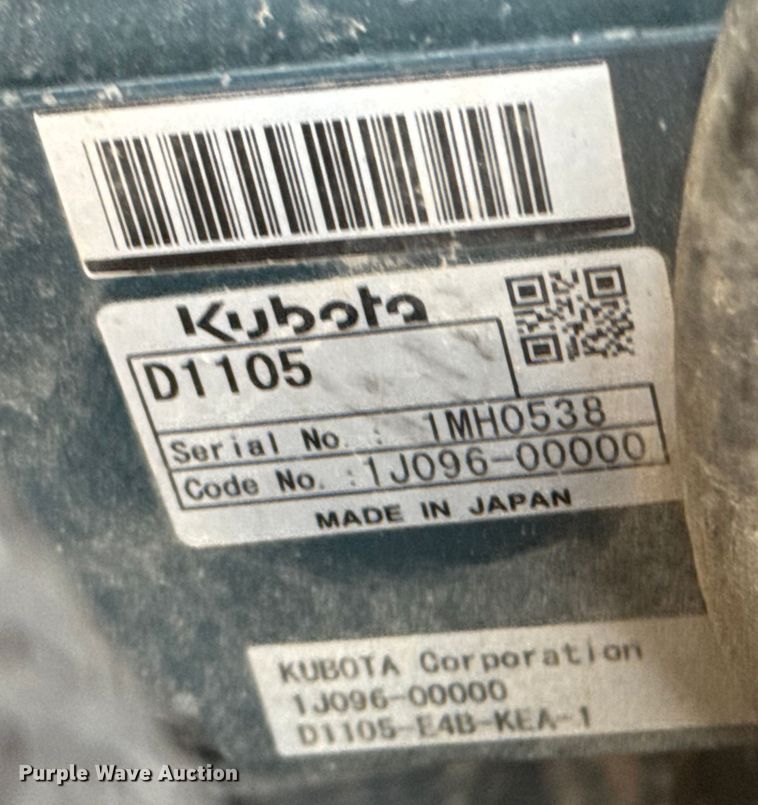 Kubota
D1105
Serial No. : 1MH0538
Code No. :1J096-00000
MADE IN JAPAN
KUBOTA Corporation
1J096-00000
D1105-E4B-KEA-1
Purple Wave Auction